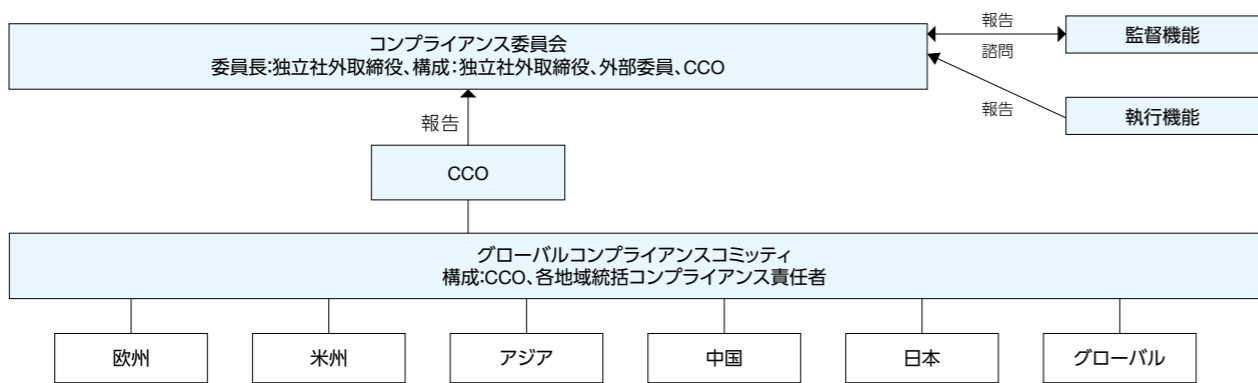 コンプライアンス委員会
委員長:独立社外取締役、構成:独立社外取締役、外部委員、CCO
報告
諮問
監督機能
報告
執行機能
報告
CCO
グローバルコンプライアンスコミッティ
構成:CCO、各地域統括コンプライアンス責任者
欧州
米州
アジア
中国
日本
グローバル